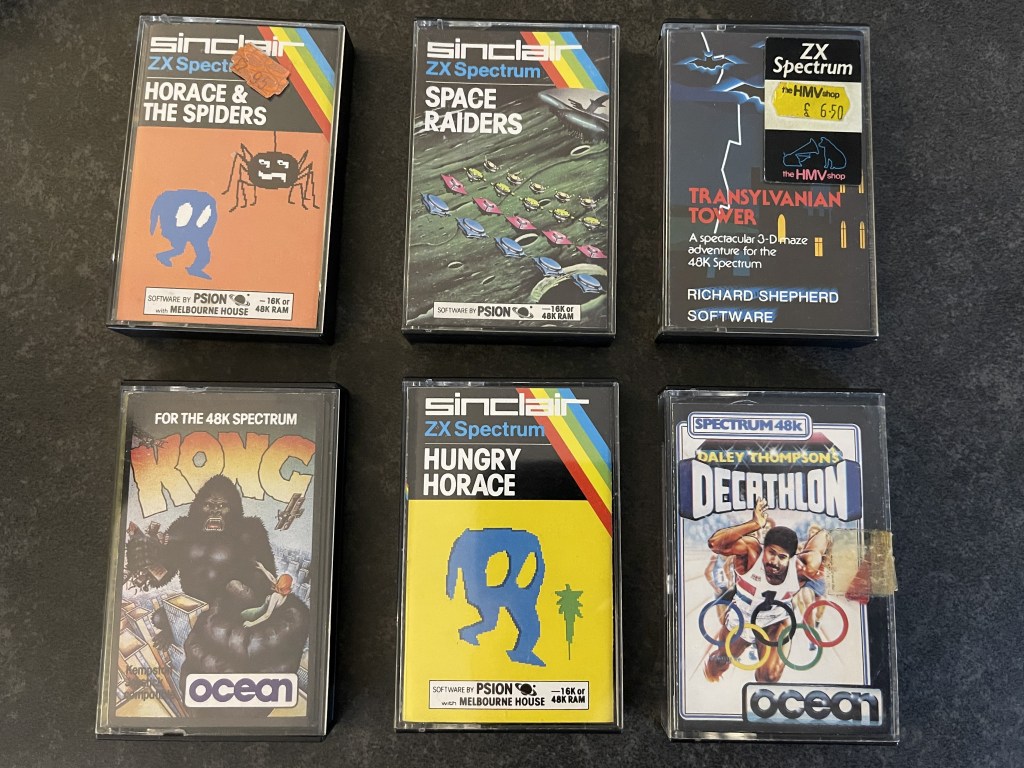 sinclair
ZX Spectrum
HORACE &
THE SPIDERS
SOFTWARE BY PSION
with MELBOURNE HOUSE
–16K or
48K RAM
sinclair
ZX Spectrum
SPACE
RAIDERS
SOFTWARE BY PSION
–16K or
48K RAM
ZX
Spectrum
the HMV shop
£ 6.50
the HMV shop
TRANSYLVANIAN
TOWER
A spectacular 3-D maze
adventure for the
48K Spectrum
RICHARD SHEPHERD
SOFTWARE
FOR THE 48K SPECTRUM
KONG
Kempston
ocean
sinclair
ZX Spectrum
HUNGRY
HORACE
SOFTWARE BY PSION
with MELBOURNE HOUSE
–16K or
48K RAM
SPECTRUM 48k
DALEY THOMPSON'S
DECATHLON
1
ocean